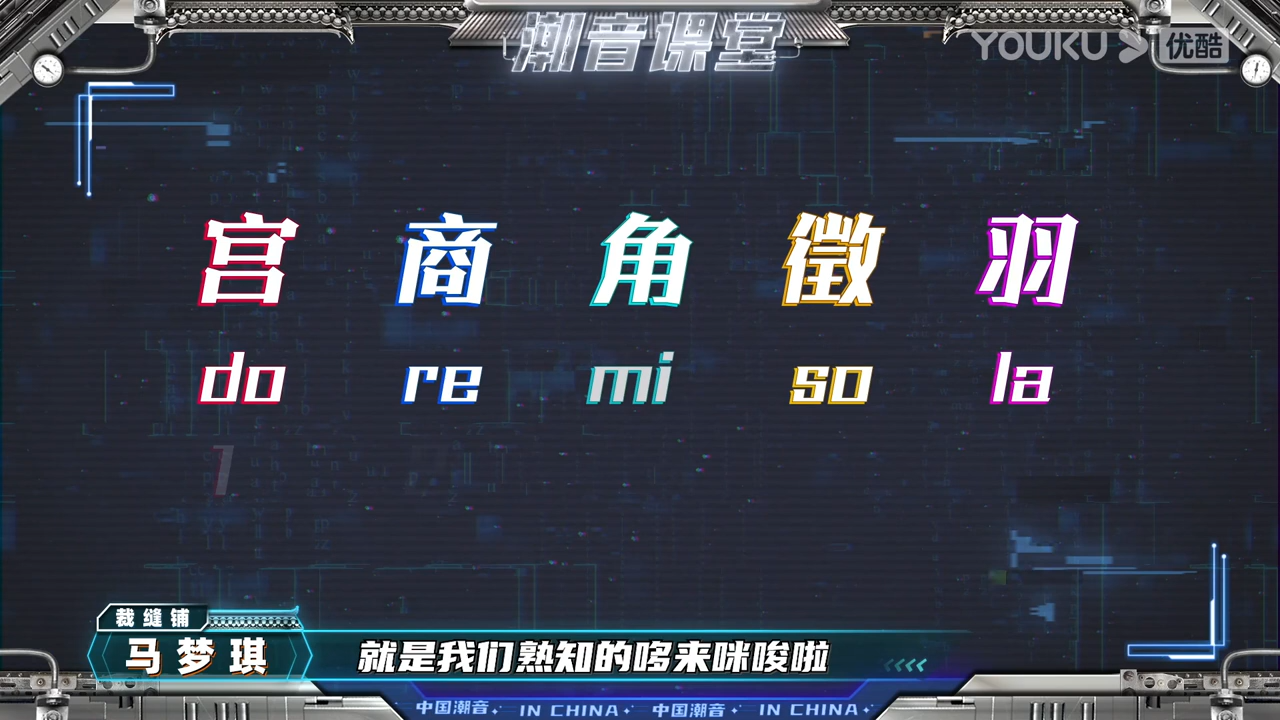 潮音课堂
YOUKU 优酷
宫 商 角 徵 羽
do re mi so la
1
裁缝铺
马梦琪
就是我们熟知的哆来咪唆啦
中国潮音 IN CHINA 中国潮音 IN CHINA